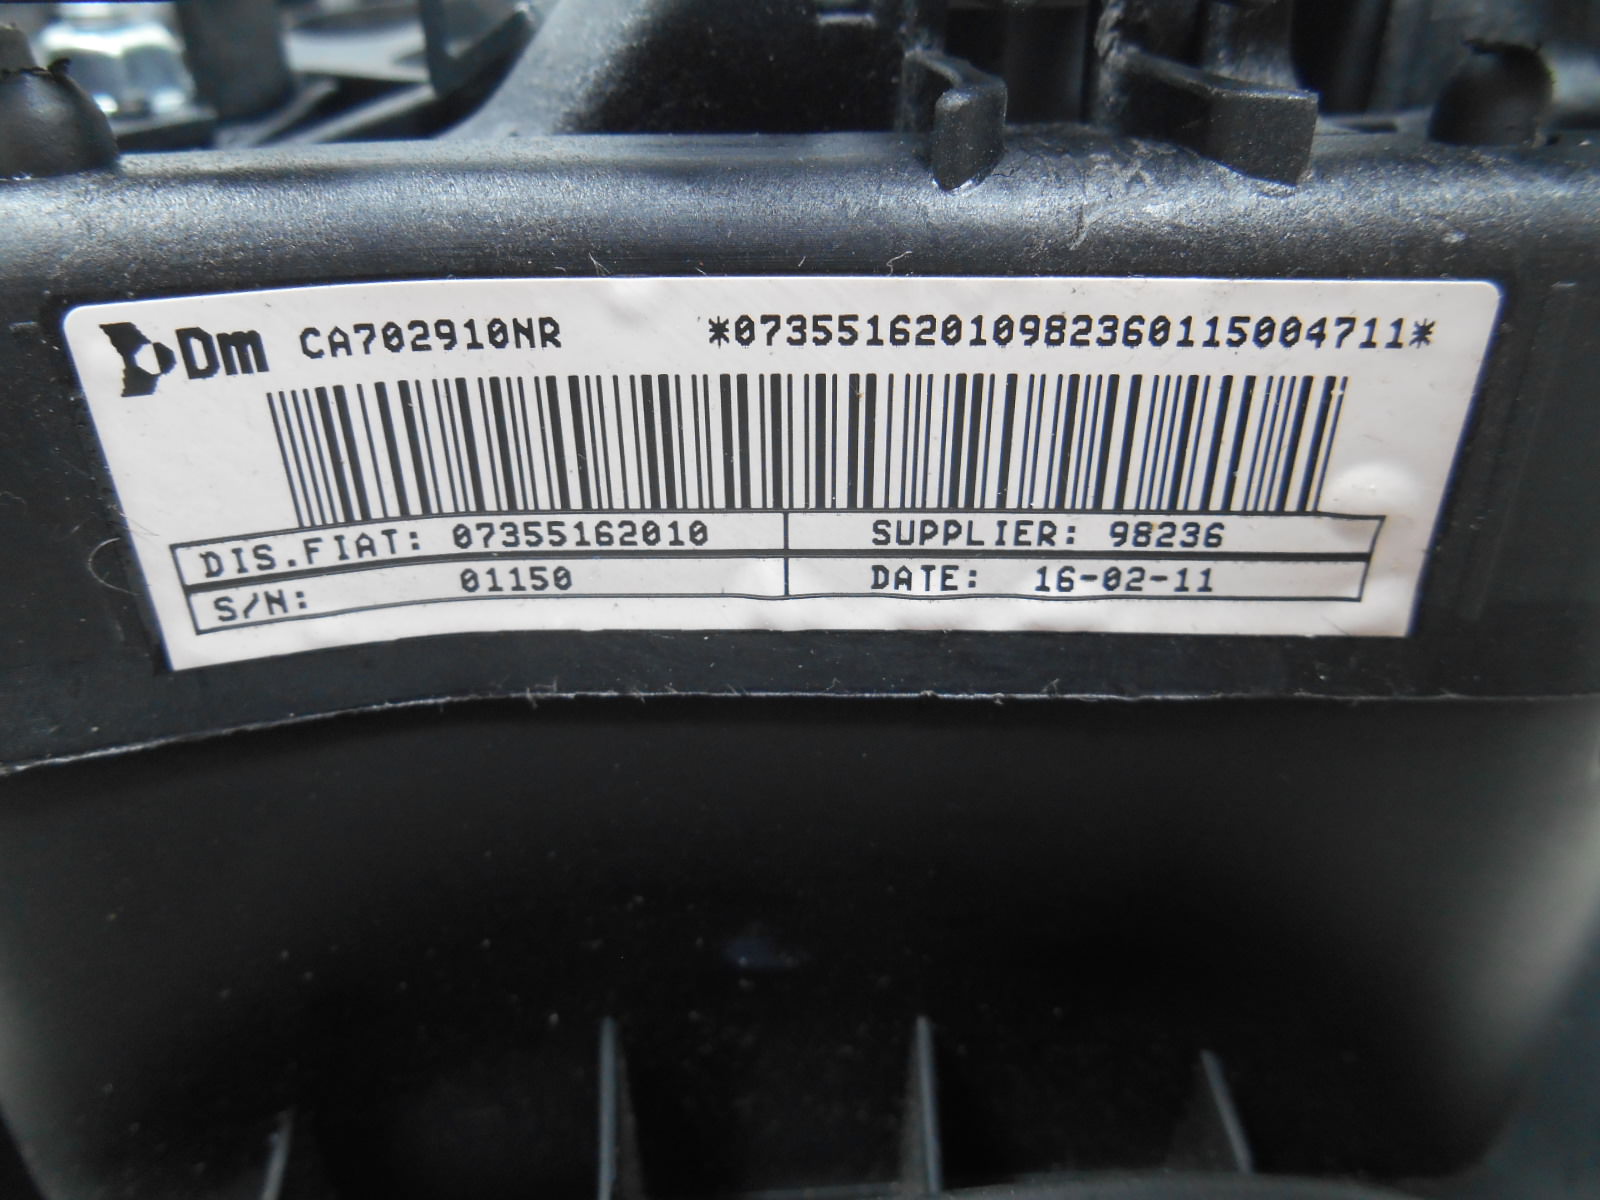 Dm CA702910NR *07355162010982360115004711*
DIS.FIAT: 07355162010 SUPPLIER: 98236
S/N: 01150 DATE: 16-02-11